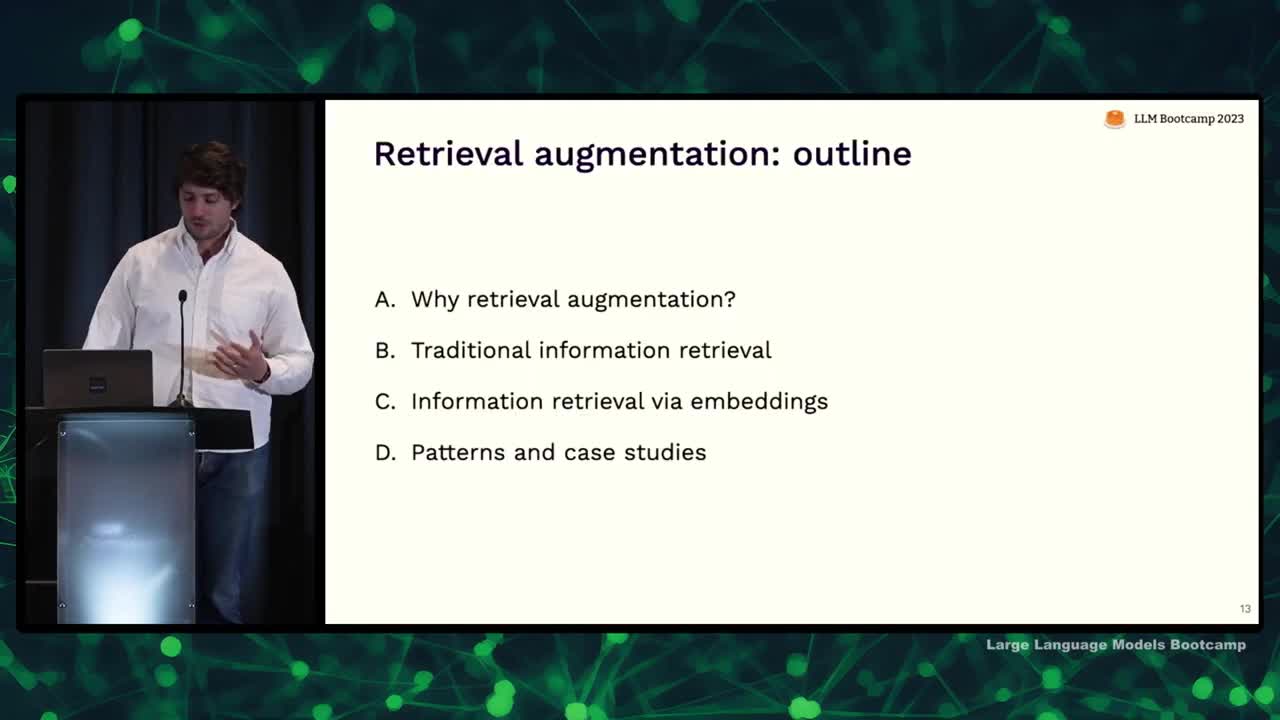 LLM Bootcamp 2023
Retrieval augmentation: outline
A. Why retrieval augmentation?
B. Traditional information retrieval
C. Information retrieval via embeddings
D. Patterns and case studies
13
Large Language Models Bootcamp